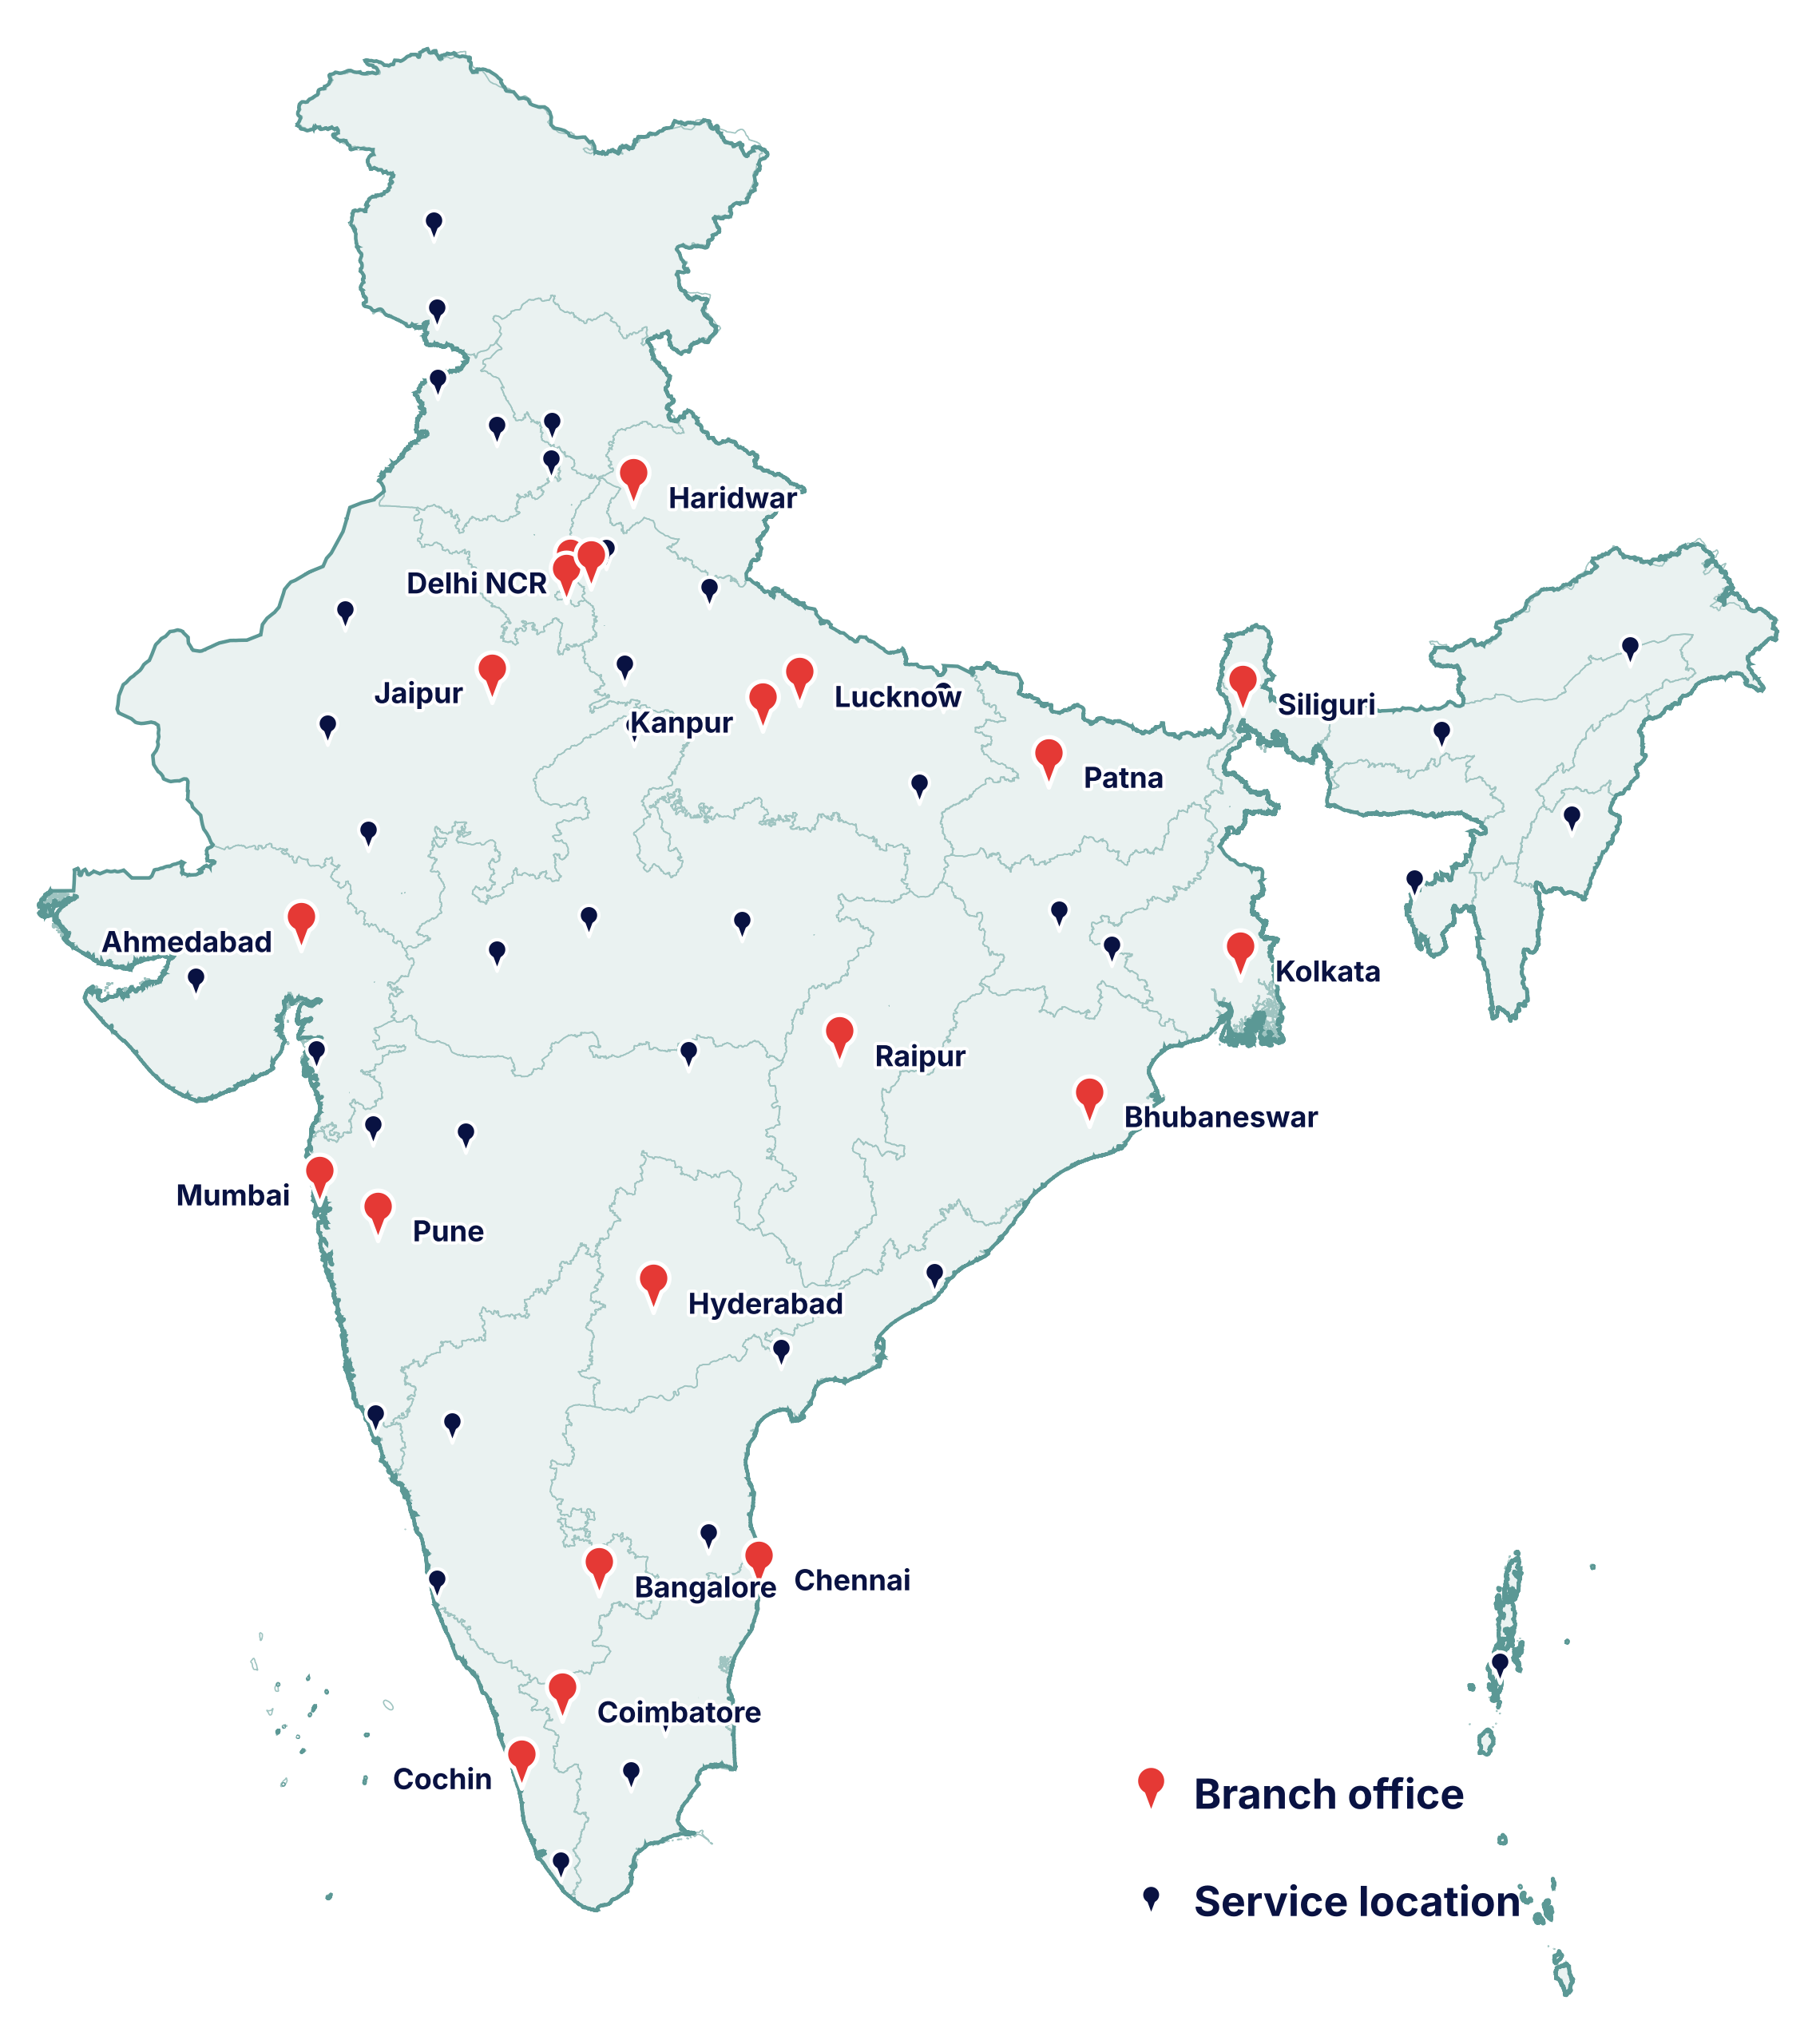 Haridwar
Delhi NCR
Jaipur
Lucknow
Kanpur
Siliguri
Patna
Ahmedabad
Kolkata
Raipur
Bhubaneswar
Mumbai
Pune
Hyderabad
Bangalore
Chennai
Coimbatore
Cochin
Branch office
Service location